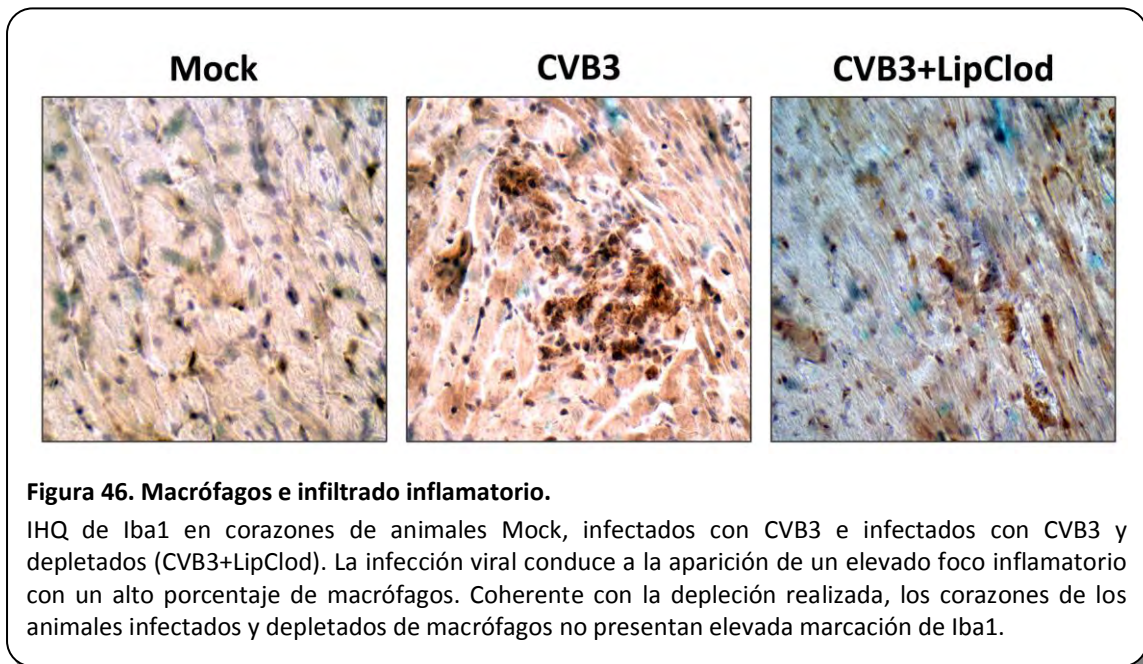 Mock
CVB3
CVB3+LipClod
Figura 46. Macrófagos e infiltrado inflamatorio.
IHQ de Iba1 en corazones de animales Mock, infectados con CVB3 e infectados con CVB3 y
depletados (CVB3+LipClod). La infección viral conduce a la aparición de un elevado foco inflamatorio
con un alto porcentaje de macrófagos. Coherente con la depleción realizada, los corazones de los
animales infectados y depletados de macrófagos no presentan elevada marcación de Iba1.